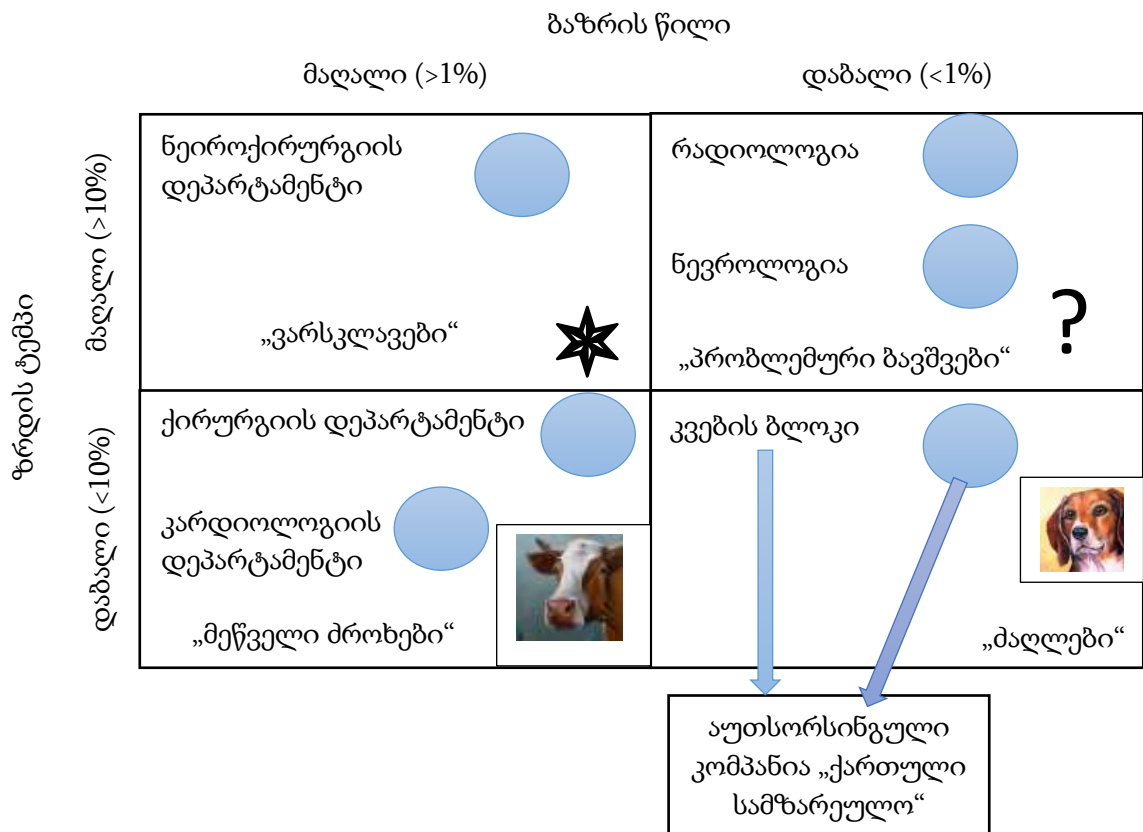 ბაზრის წილი
მაღალი (>1%)
დაბალი (<1%)
ზრდის ტემპი
მაღალი (>10%)
ნეიროქირურგიის
დეპარტამენტი
„ვარსკლავები“
რადიოლოგია
ნევროლოგია
?
„პრობლემური ბავშვები“
დაბალი (<10%)
ქირურგიის დეპარტამენტი
კარდიოლოგიის
დეპარტამენტი
„მეწველი ძროხები“
კვების ბლოკი
„ძაღლები“
აუთსორსინგული
კომპანია „ქართული
სამზარეულო“